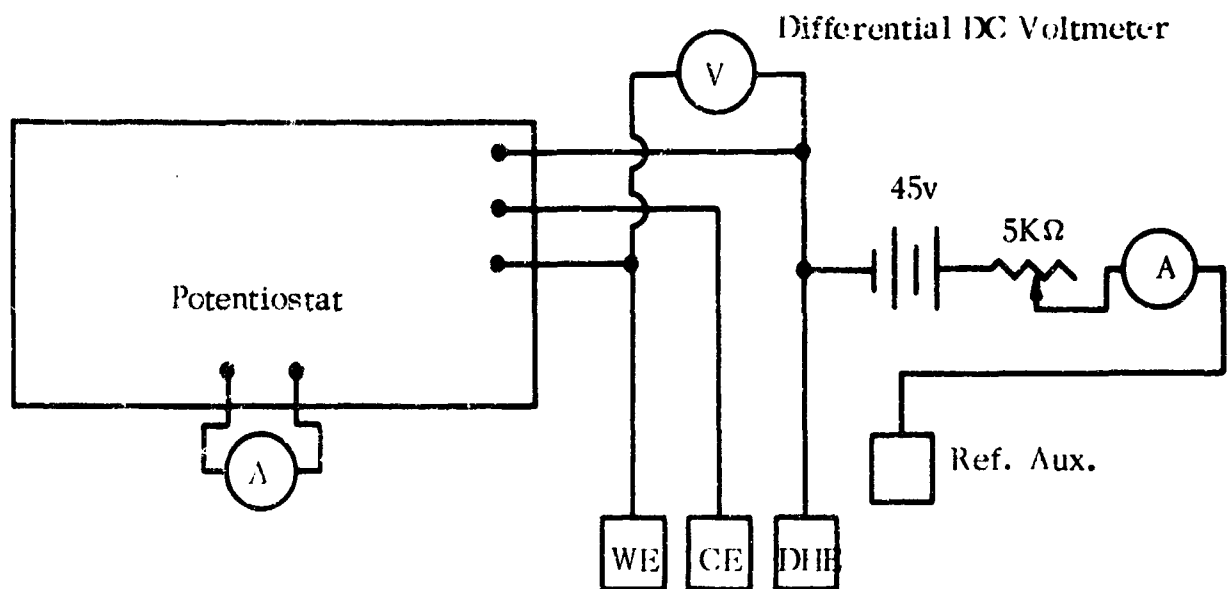 Differential DC Voltmeter
V
45v
5KΩ
A
Potentiostat
A
Ref. Aux.
WE
CE
DHE